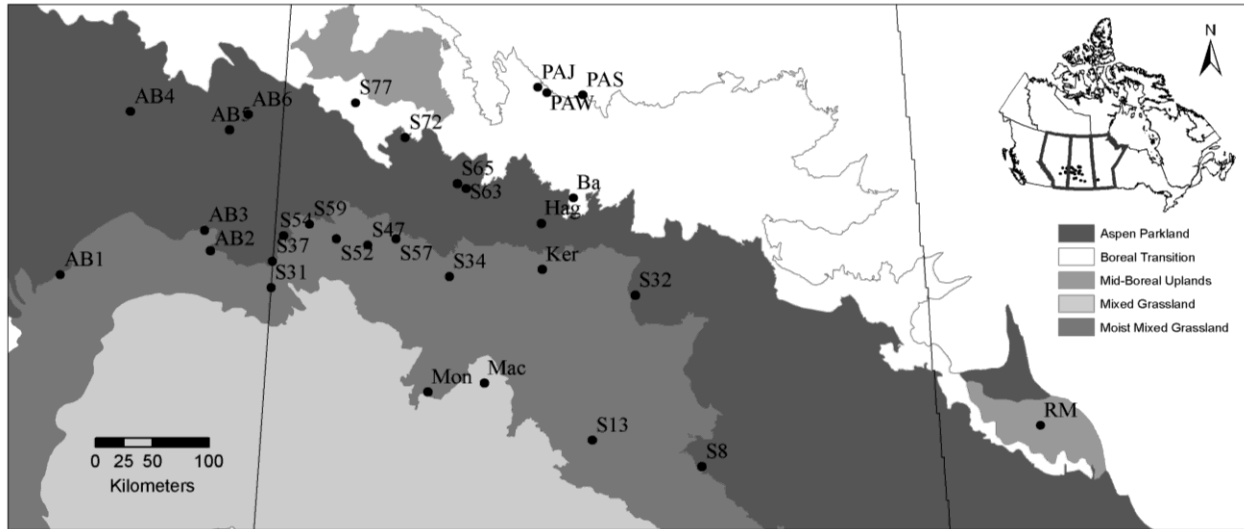 N
PAJ
PAS
PAW
S77
AB4
AB6
AB5
S72
S65
S63
Ba
Hag
AB3
AB2
S54
S59
S37
S52
S47
S57
S31
AB1
S34
Ker
S32
Mon
Mac
S13
S8
RM
Aspen Parkland
Boreal Transition
Mid-Boreal Uplands
Mixed Grassland
Moist Mixed Grassland
0 25 50 100
Kilometers